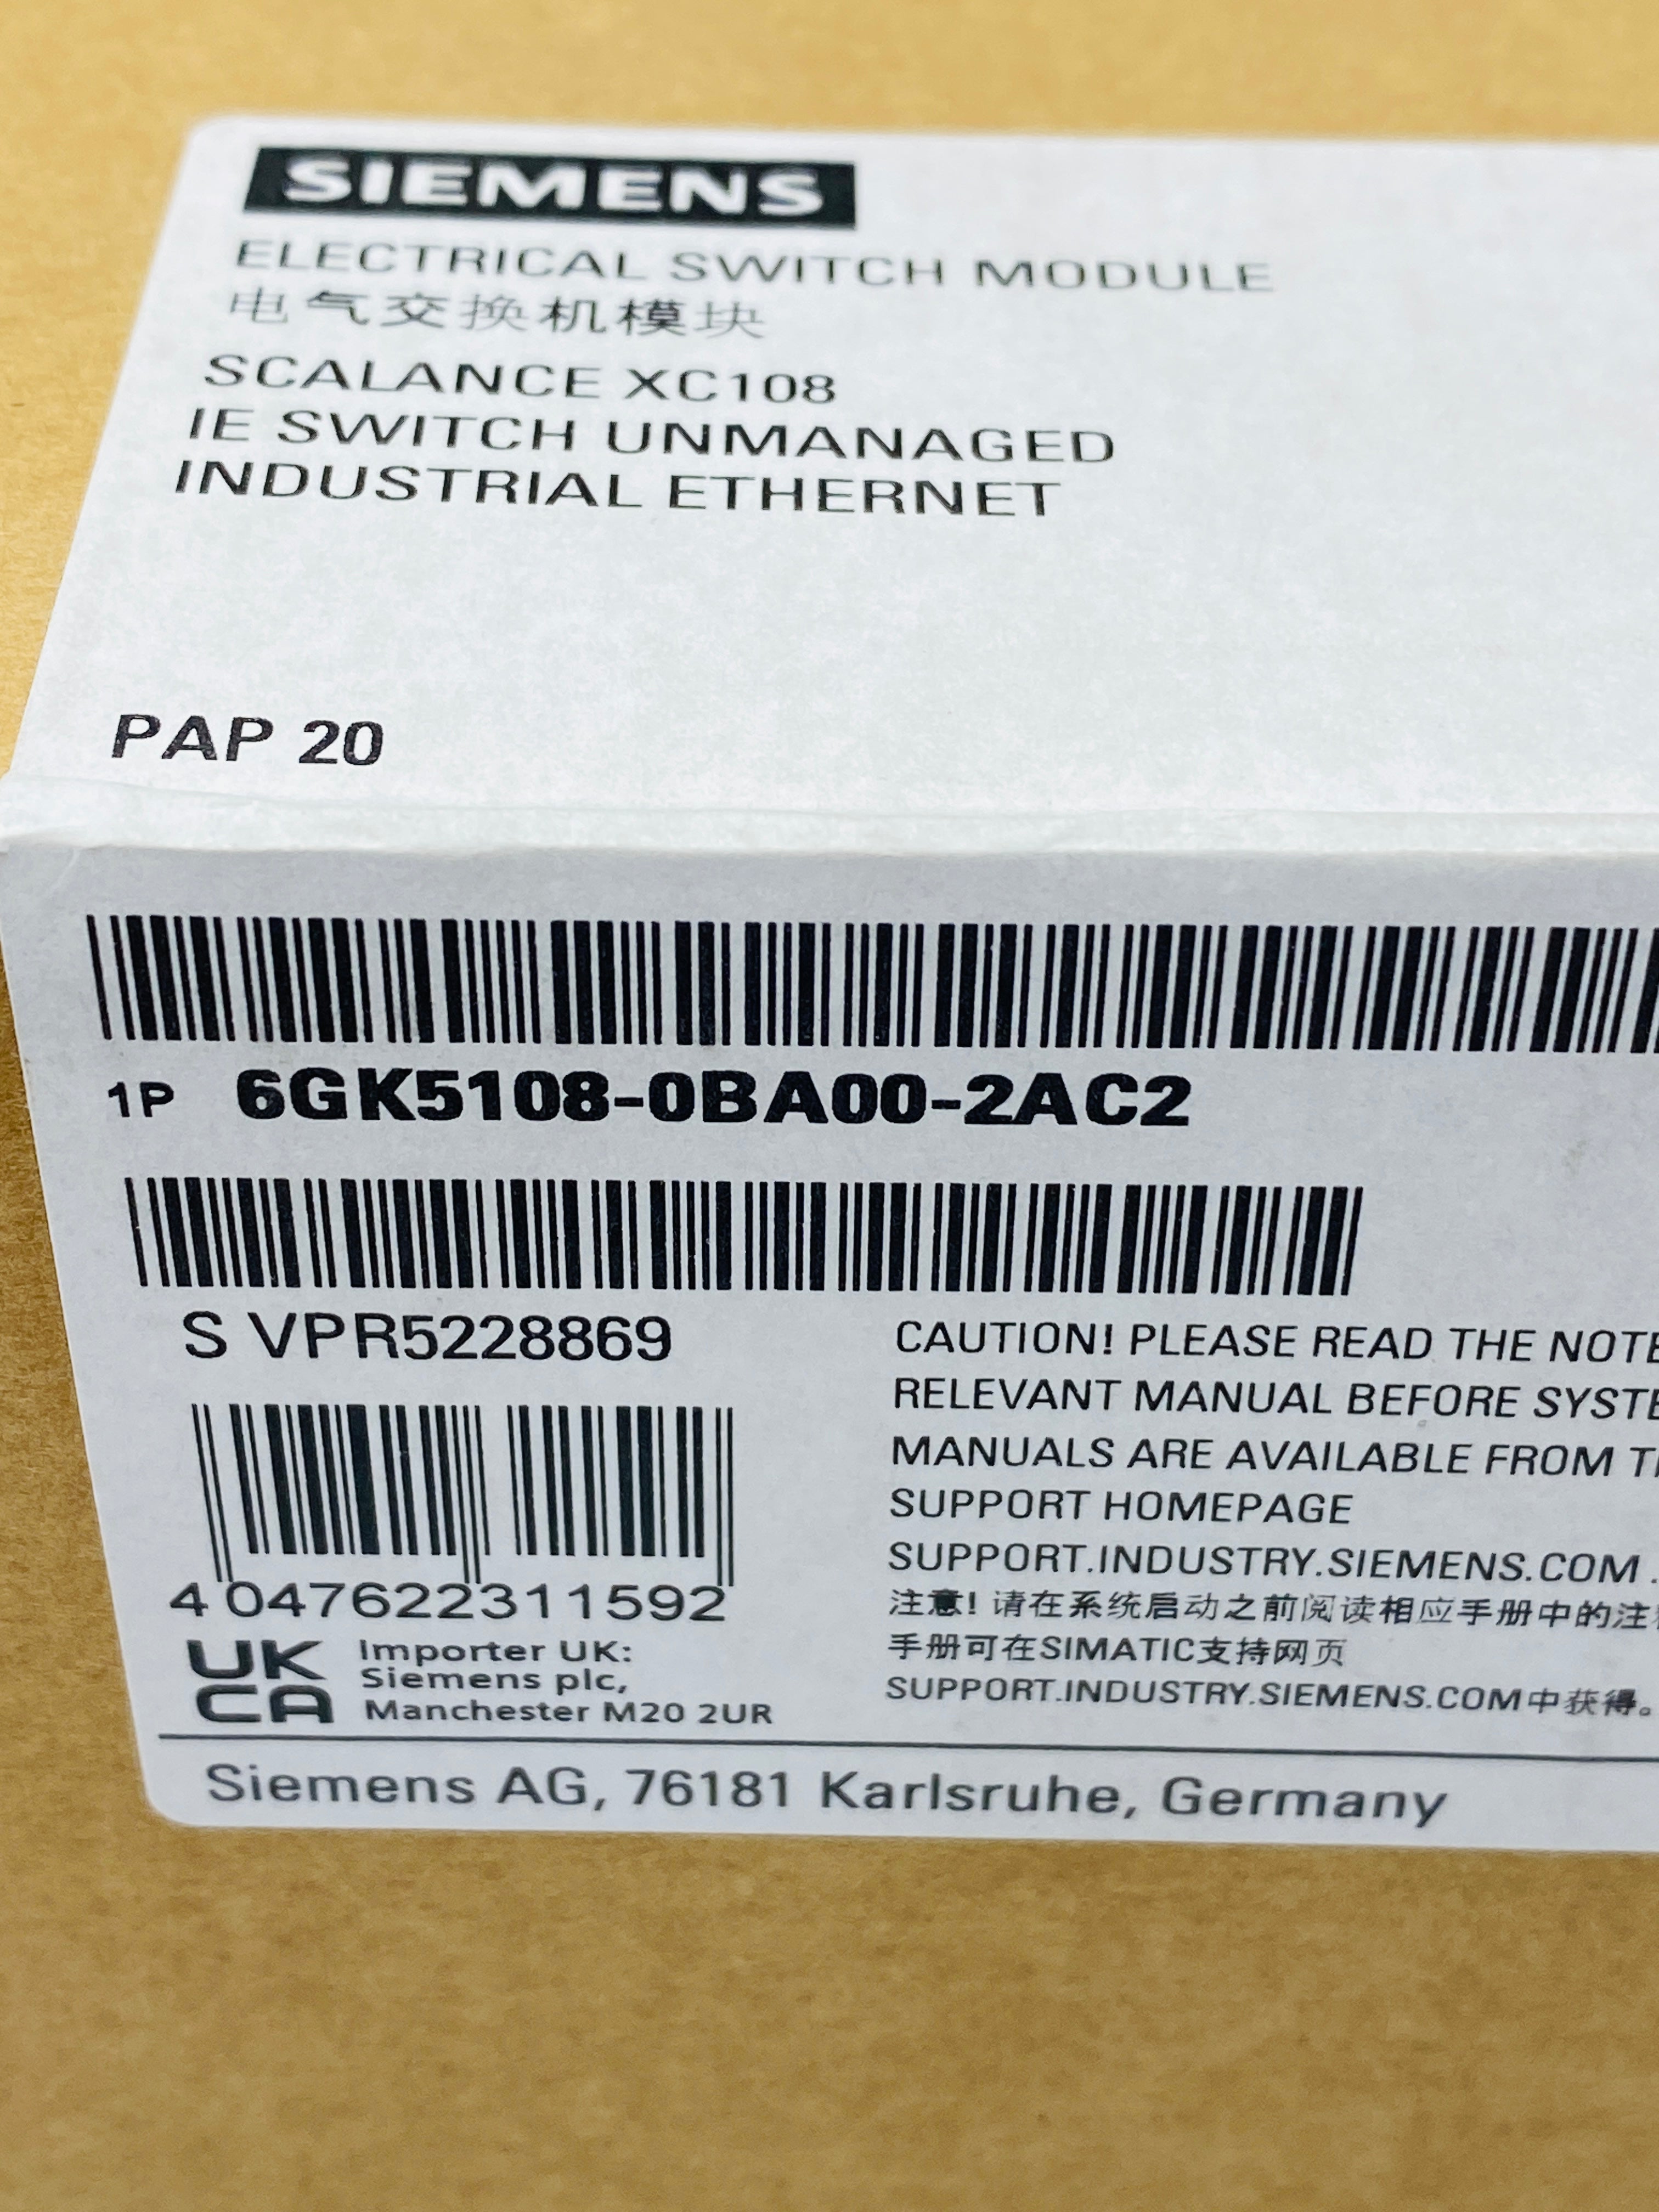 SIEMENS
ELECTRICAL SWITCH MODULE
电气交换机模块
SCALANCE XC108
IE SWITCH UNMANAGED
INDUSTRIAL ETHERNET
PAP 20
1P 6GK5108-0BA00-2AC2
S VPR5228869
4 047622311592
UK
CA
Importer UK:
Siemens plc,
Manchester M20 2UR
CAUTION! PLEASE READ THE NOTE
RELEVANT MANUAL BEFORE SYSTE
MANUALS ARE AVAILABLE FROM T
SUPPORT HOMEPAGE
SUPPORT.INDUSTRY.SIEMENS.COM .
注意! 请在系统启动之前阅读相应手册中的注
手册可在SIMATIC支持网页
SUPPORT.INDUSTRY.SIEMENS.COM中获得。
Siemens AG, 76181 Karlsruhe, Germany